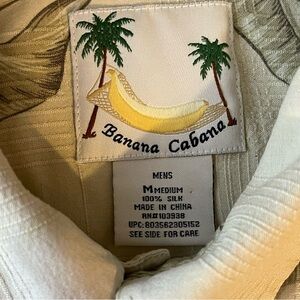 Banana Cabana
MENS
M MEDIUM
100% SILK
MADE IN CHINA
RN#103938
UPC: 803562305152
SEE SIDE FOR CARE